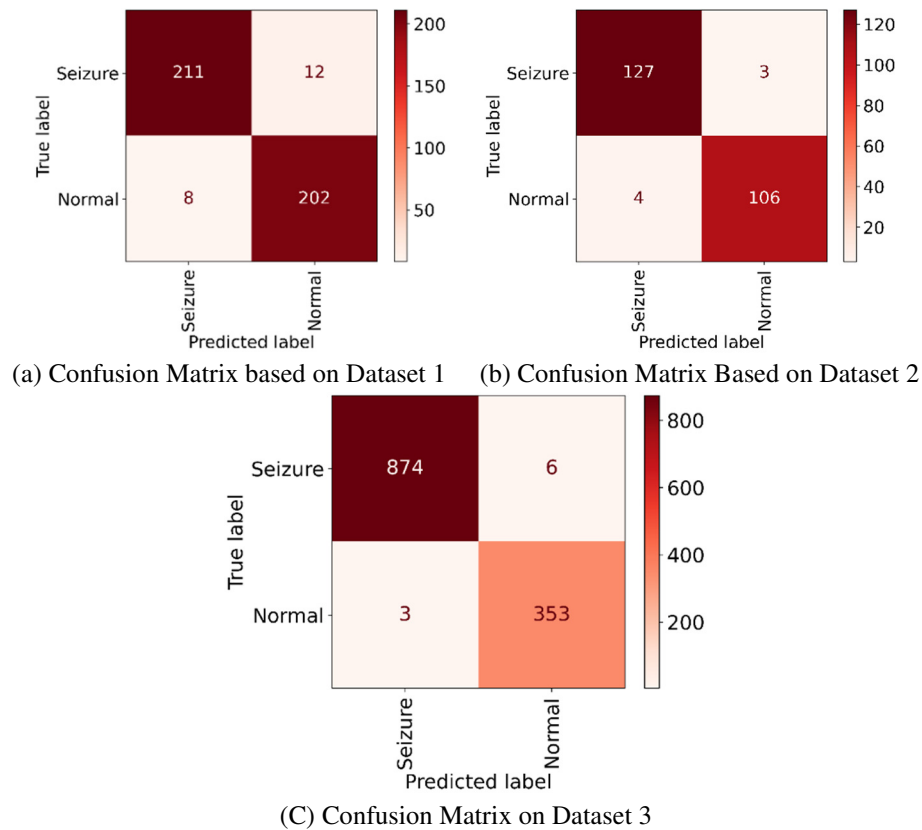 Seizure
211
12
Normal
8
202
True label
Seizure
Normal
Predicted label
200
150
100
50
Seizure
127
3
Normal
4
106
True label
Seizure
Normal
Predicted label
120
100
80
60
40
20
(a) Confusion Matrix based on Dataset 1
(b) Confusion Matrix Based on Dataset 2
Seizure
874
6
Normal
3
353
True label
Seizure
Normal
Predicted label
800
600
400
200
(C) Confusion Matrix on Dataset 3